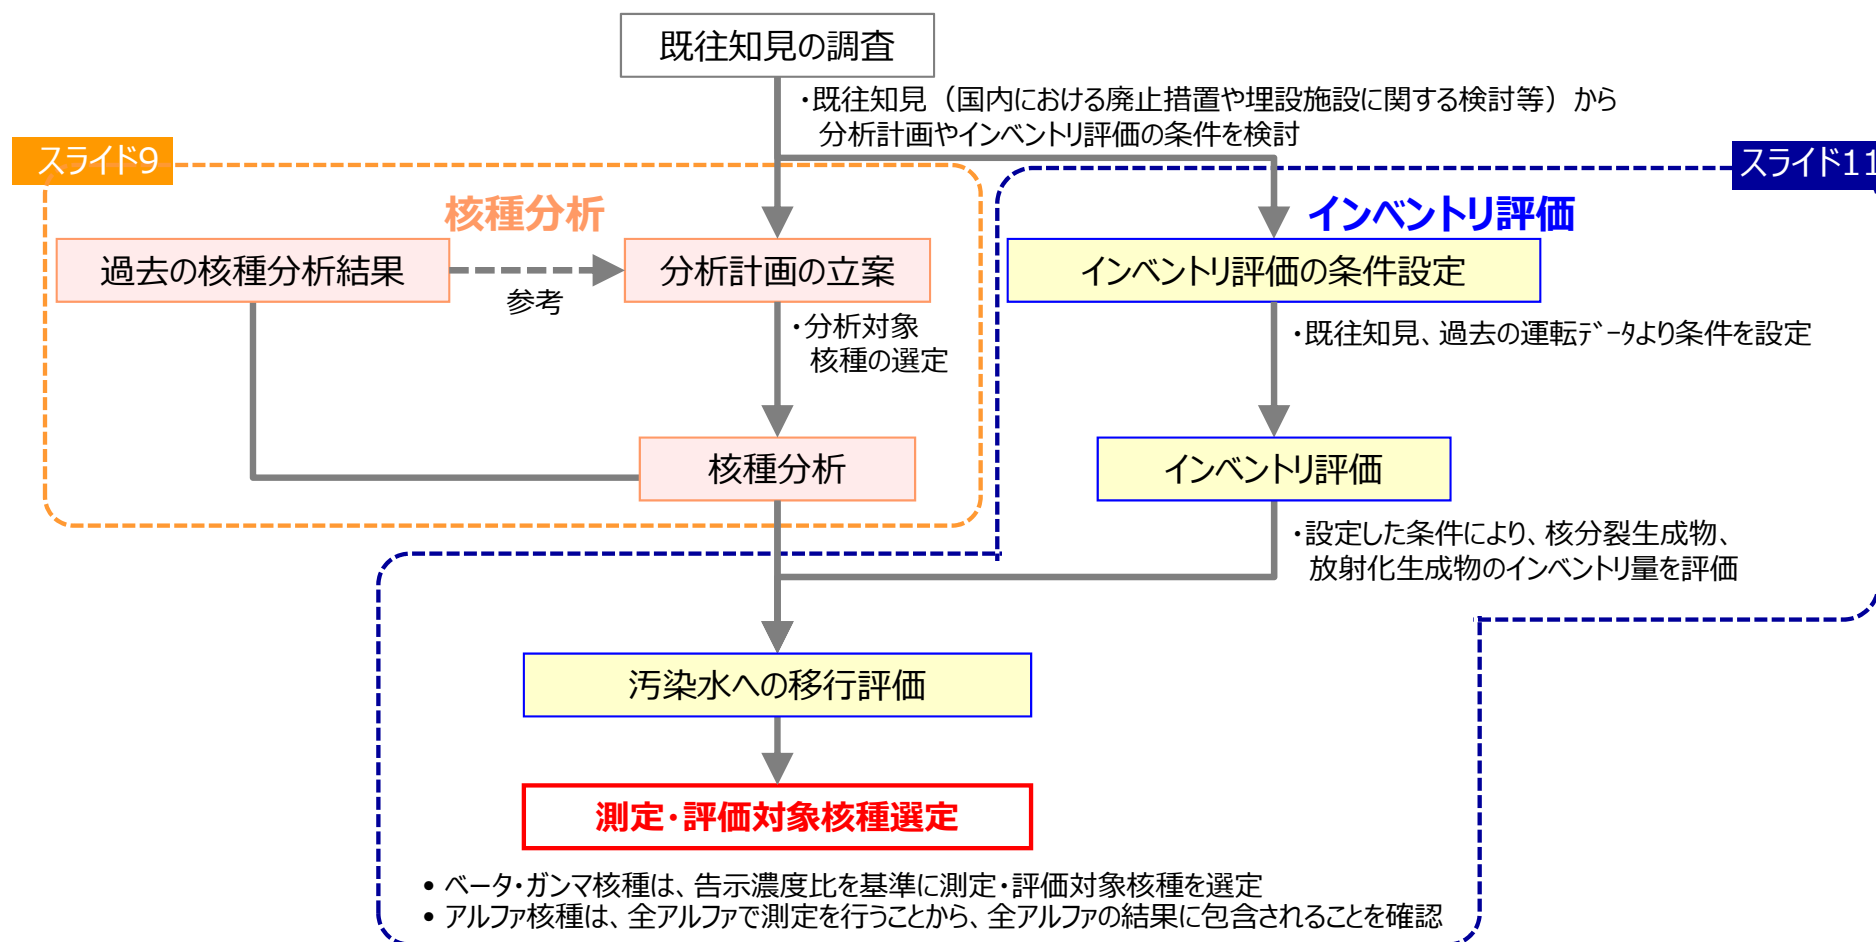 既往知見の調査
・既往知見（国内における廃止措置や埋設施設に関する検討等）から
分析計画やインベントリ評価の条件を検討
スライド9
スライド11
核種分析
インベントリ評価
過去の核種分析結果
参考
分析計画の立案
インベントリ評価の条件設定
・分析対象
核種の選定
・既往知見、過去の運転ﾃﾞｰﾀより条件を設定
核種分析
インベントリ評価
・設定した条件により、核分裂生成物、
放射化生成物のインベントリ量を評価
汚染水への移行評価
測定・評価対象核種選定
• ベータ・ガンマ核種は、告示濃度比を基準に測定・評価対象核種を選定
• アルファ核種は、全アルファで測定を行うことから、全アルファの結果に包含されることを確認